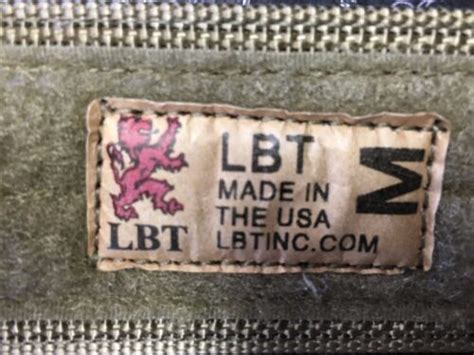 LBT
LBT
MADE IN
THE USA
LBTINC.COM
M